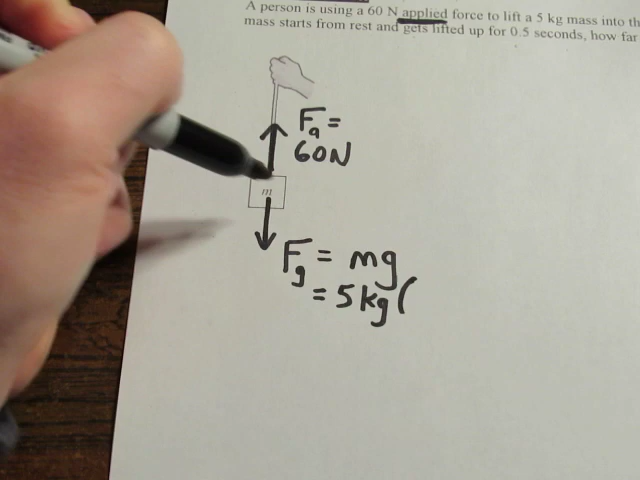 A person is using a 60 N applied force to lift a 5 kg mass into
mass starts from rest and gets lifted up for 0.5 seconds, how far
Fa =
60N
m
Fg = mg
= 5kg(